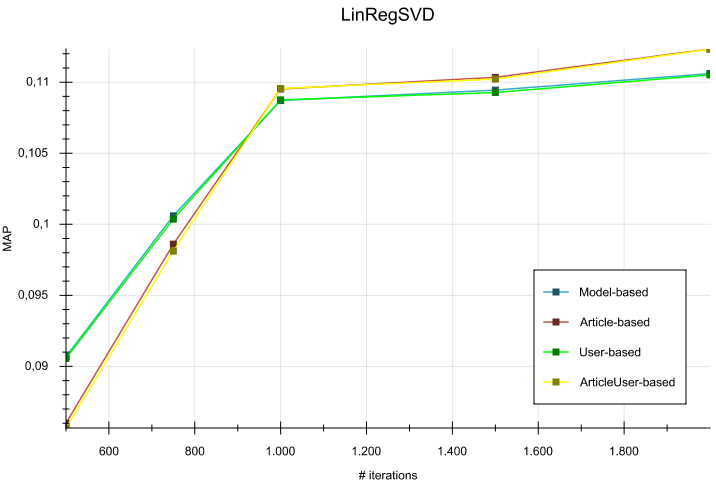 LinRegSVD
0,11
0,105
0,1
0,095
0,09
MAP
600
800
1.000
1.200
1.400
1.600
1.800
# iterations
Model-based
Article-based
User-based
ArticleUser-based